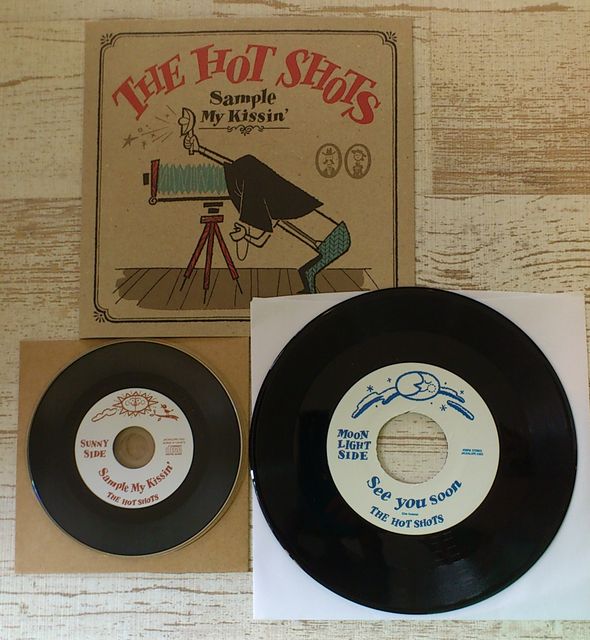 THE HOT SHOTS
Sample
My Kissin'
SUNNY
SIDE
Sample My Kissin'
THE HOT SHOTS
MOON
LIGHT
SIDE
See you soon
THE HOT SHOTS